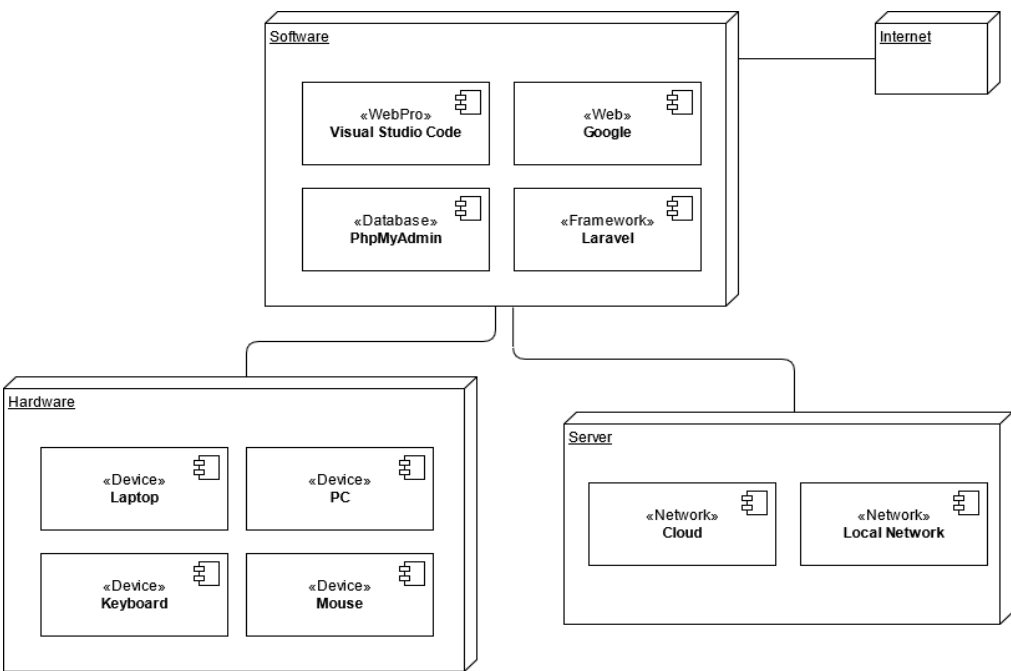 Software
Internet
«WebPro»
Visual Studio Code
«Web»
Google
«Database»
PhpMyAdmin
«Framework»
Laravel
Hardware
«Device»
Laptop
«Device»
PC
«Device»
Keyboard
«Device»
Mouse
Server
«Network»
Cloud
«Network»
Local Network